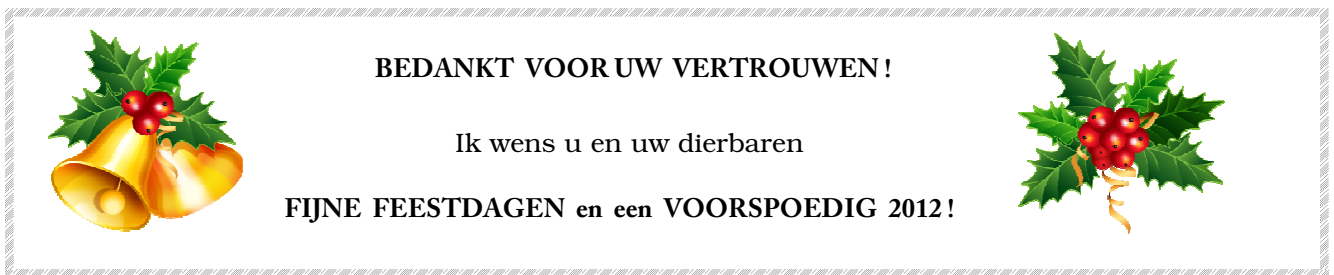 BEDANKT VOOR UW VERTROUWEN!
Ik wens u en uw dierbaren
FIJNE FEESTDAGEN en een VOORSPOEDIG 2012!